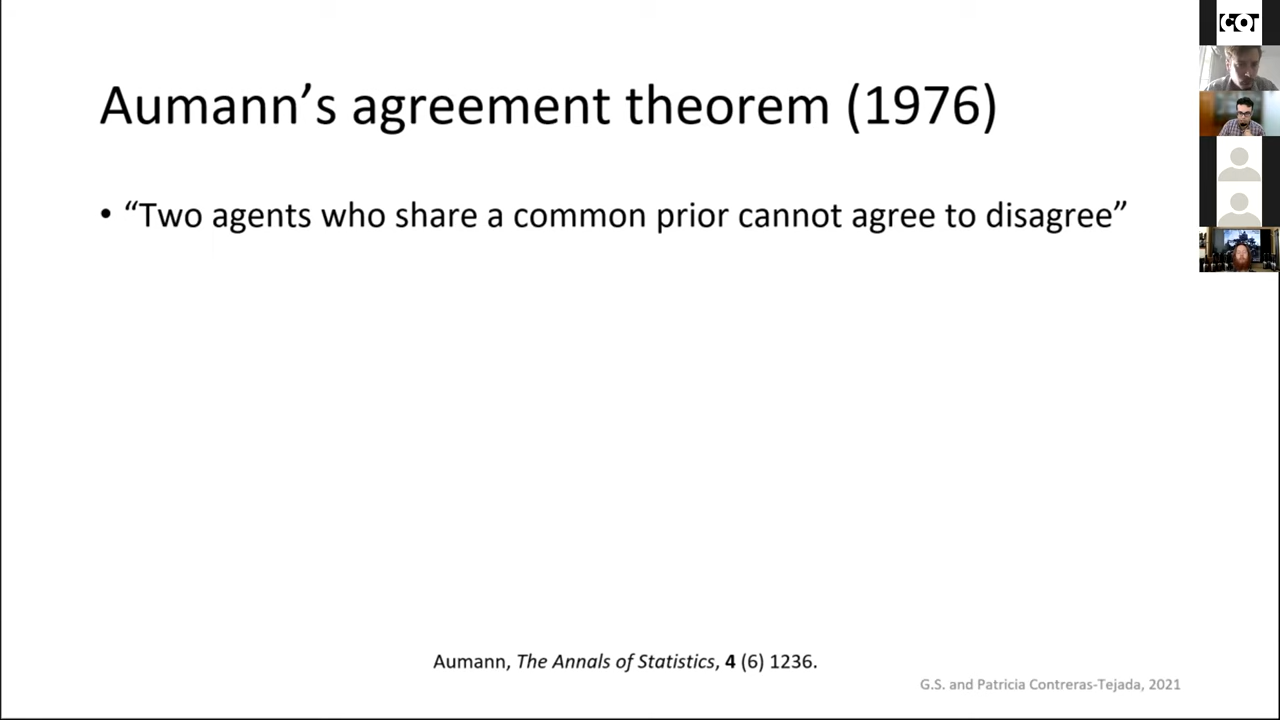 Aumann’s agreement theorem (1976)
• “Two agents who share a common prior cannot agree to disagree”
Aumann, The Annals of Statistics, 4 (6) 1236.
G.S. and Patricia Contreras-Tejada, 2021